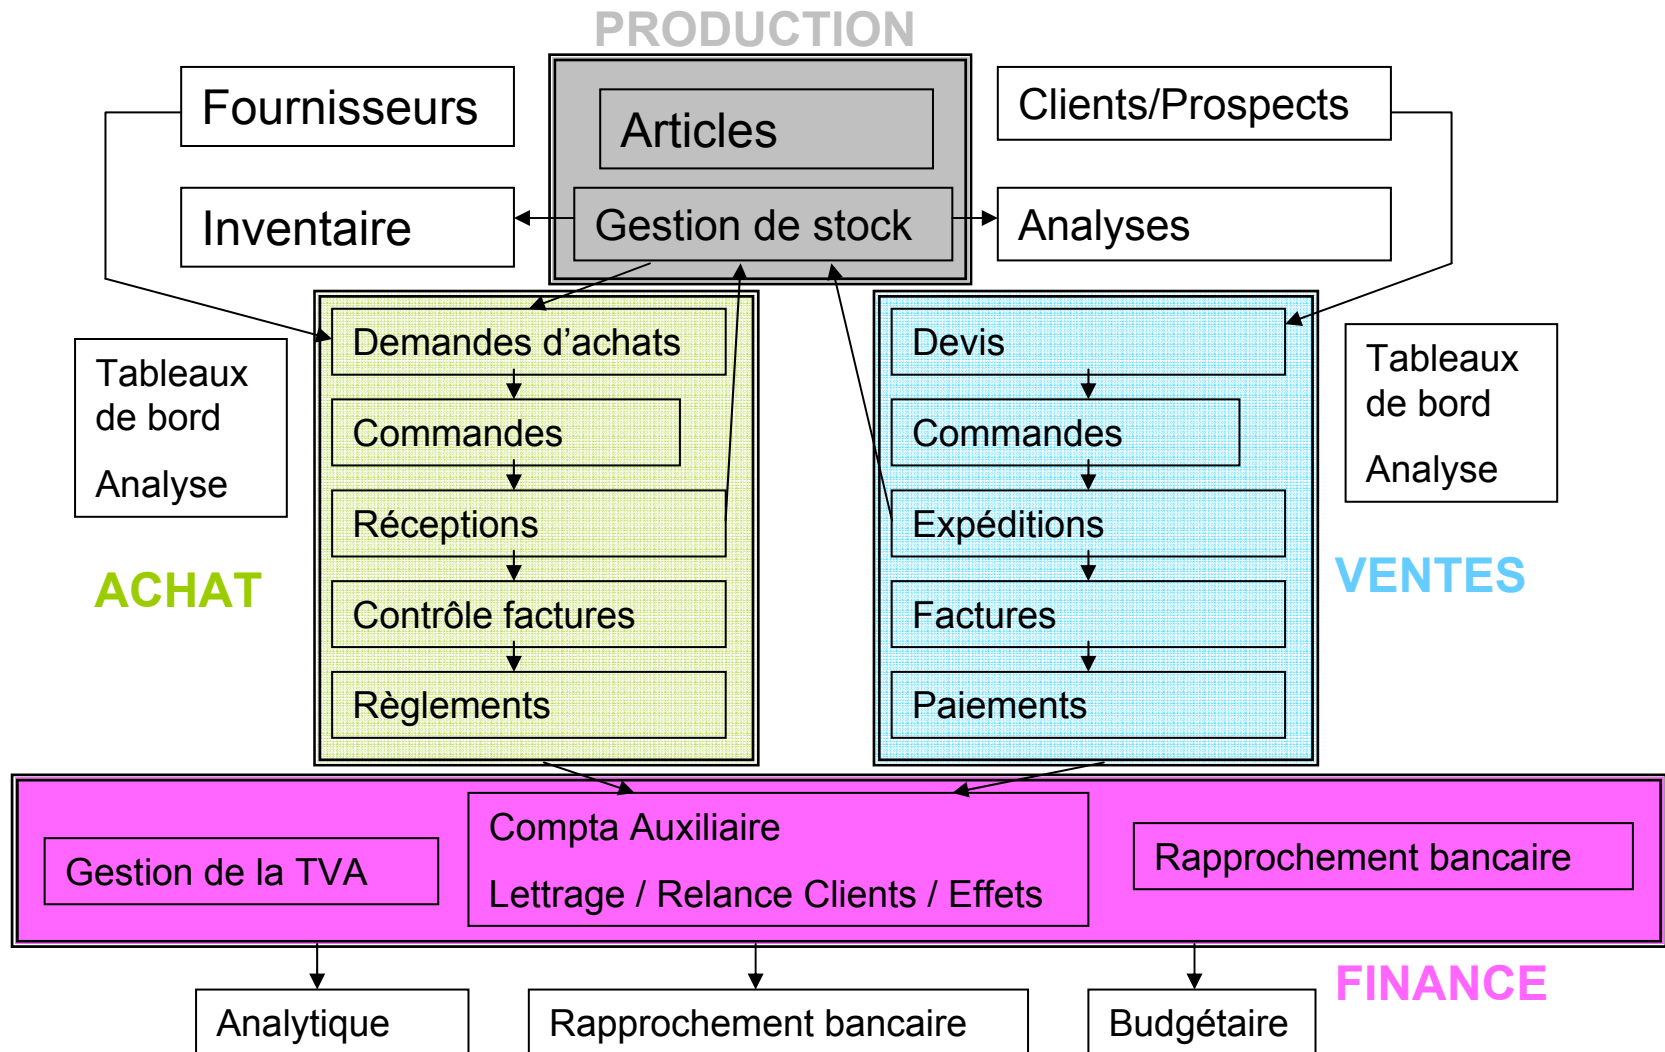 PRODUCTION
Fournisseurs
Articles
Clients/Prospects
Inventaire
Gestion de stock
Analyses
Tableaux
de bord
Analyse
ACHAT
Demandes d'achats
Commandes
Réceptions
Contrôle factures
Règlements
Devis
Commandes
Expéditions
Factures
Paiements
Tableaux
de bord
Analyse
VENTES
Gestion de la TVA
Compta Auxiliaire
Lettrage / Relance Clients / Effets
Rapprochement bancaire
FINANCE
Analytique
Rapprochement bancaire
Budgétaire